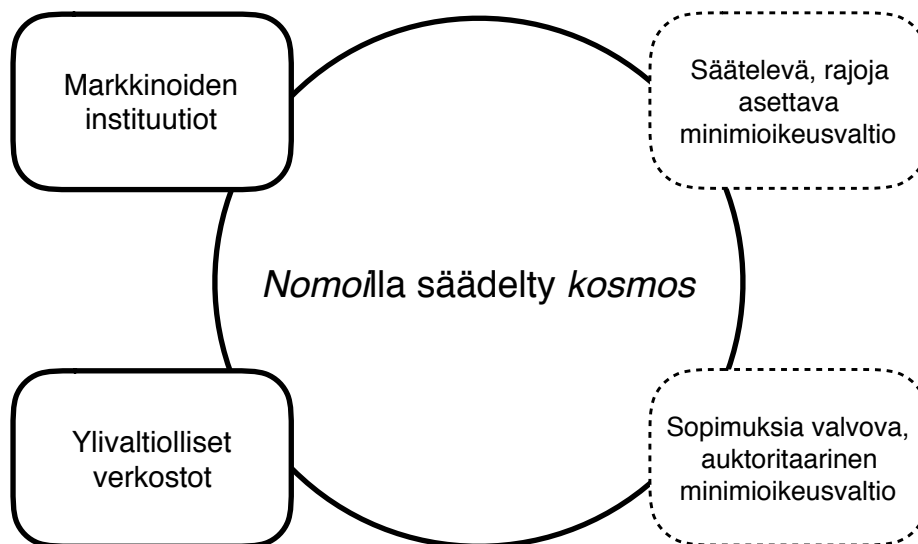 Markkinoiden
instituutiot
Säätelevä, rajoja
asettava
minimioikeusvaltio
Nomoilla säädelty kosmos
Ylivaltiolliset
verkostot
Sopimuksia valvova,
auktoritaarinen
minimioikeusvaltio